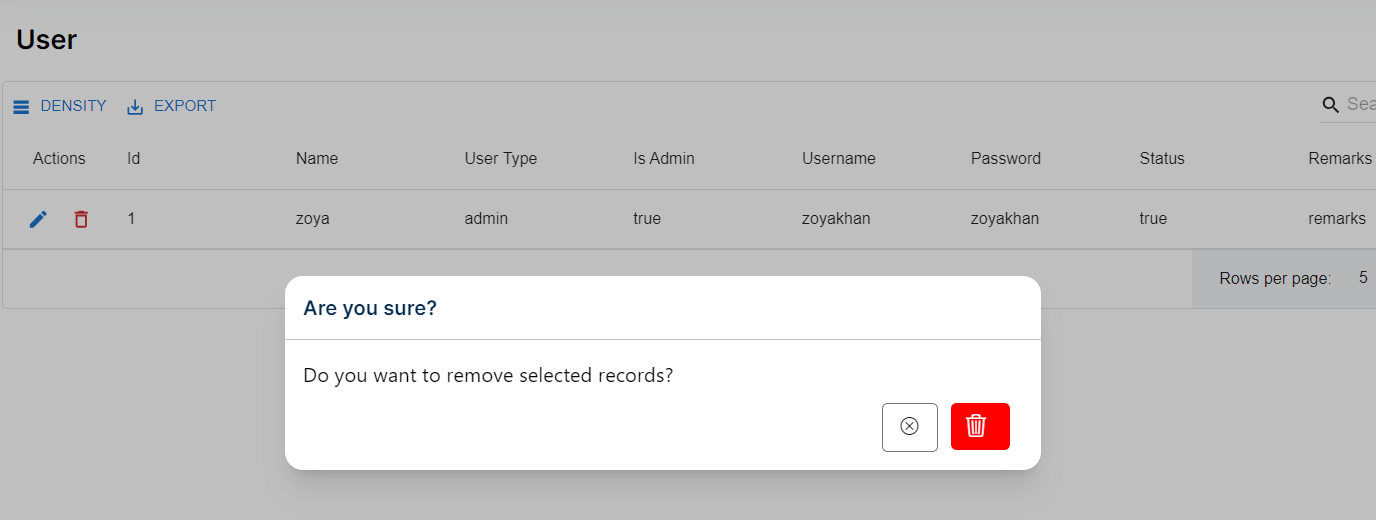 User
DENSITY EXPORT Sea
Actions Id Name User Type Is Admin Username Password Status Remarks
1 zoya admin true zoyakhan zoyakhan true remarks
Rows per page: 5
Are you sure?
Do you want to remove selected records?